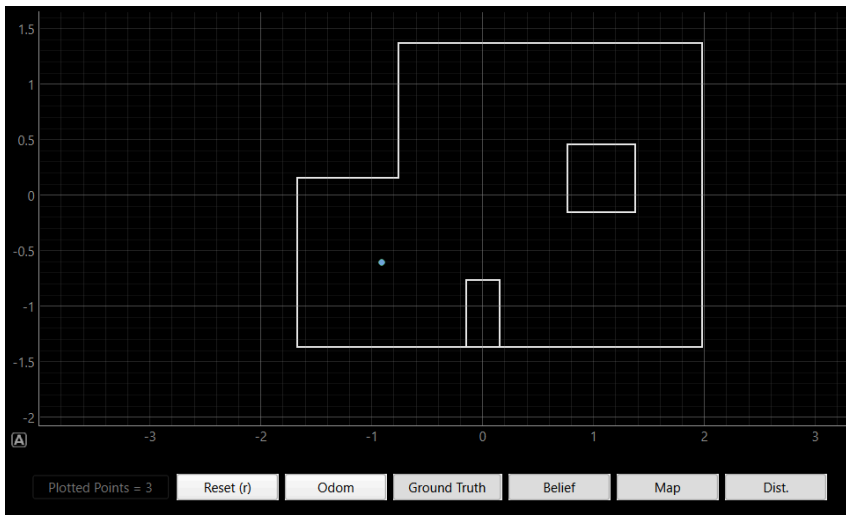 1.5
1
0.5
0
-0.5
-1
-1.5
-2
A
-3 -2 -1 0 1 2 3
Plotted Points = 3 Reset (r) Odom Ground Truth Belief Map Dist.